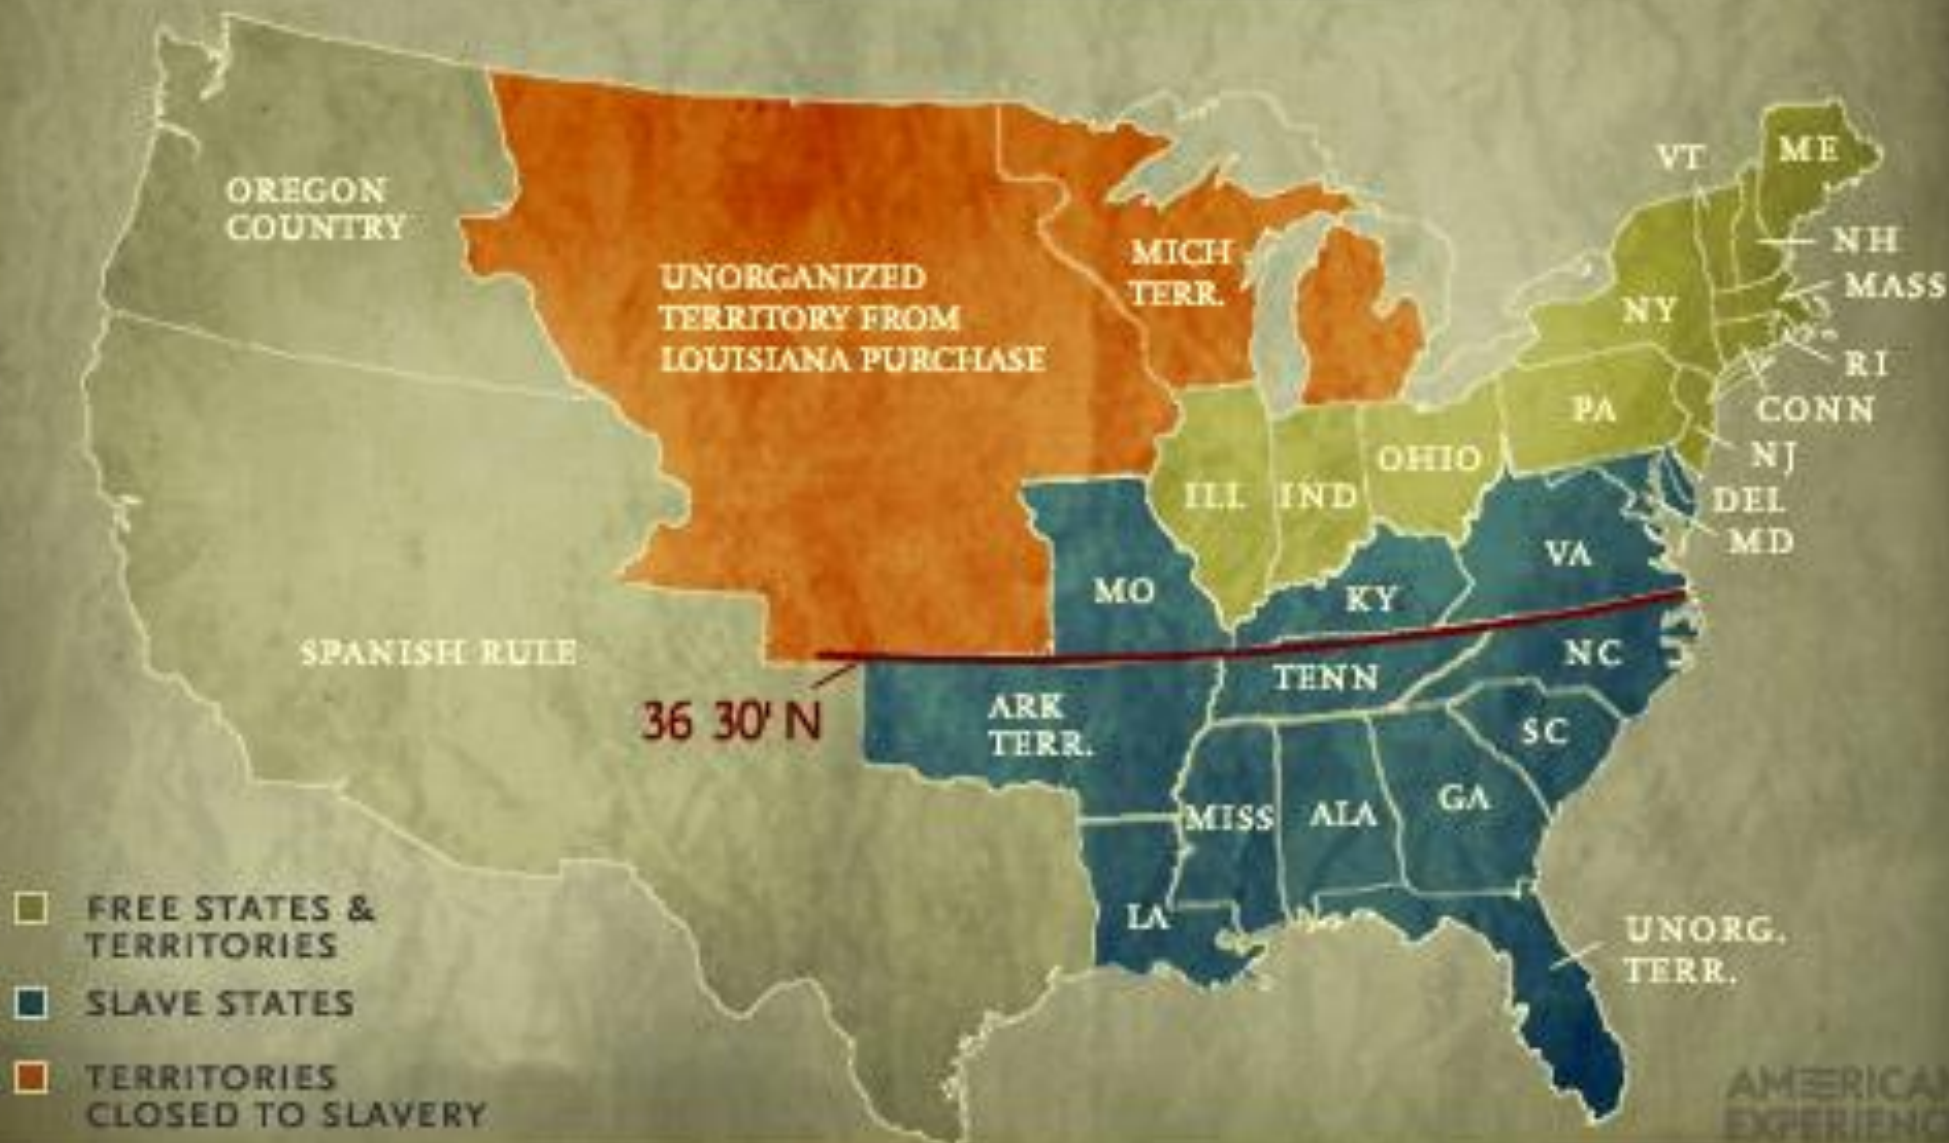 OREGON
COUNTRY
UNORGANIZED
TERRITORY FROM
LOUISIANA PURCHASE
MICH
TERR.
VT
ME
NH
MASS
NY
RI
CONN
PA
NJ
OHIO
ILL
IND
DEL
MD
VA
MO
KY
SPANISH RULE
NC
TENN
36 30' N
ARK
TERR.
SC
GA
MISS
ALA
LA
UNORG.
TERR.
FREE STATES &
TERRITORIES
SLAVE STATES
TERRITORIES
CLOSED TO SLAVERY
AMERICAN
EXPERIENC